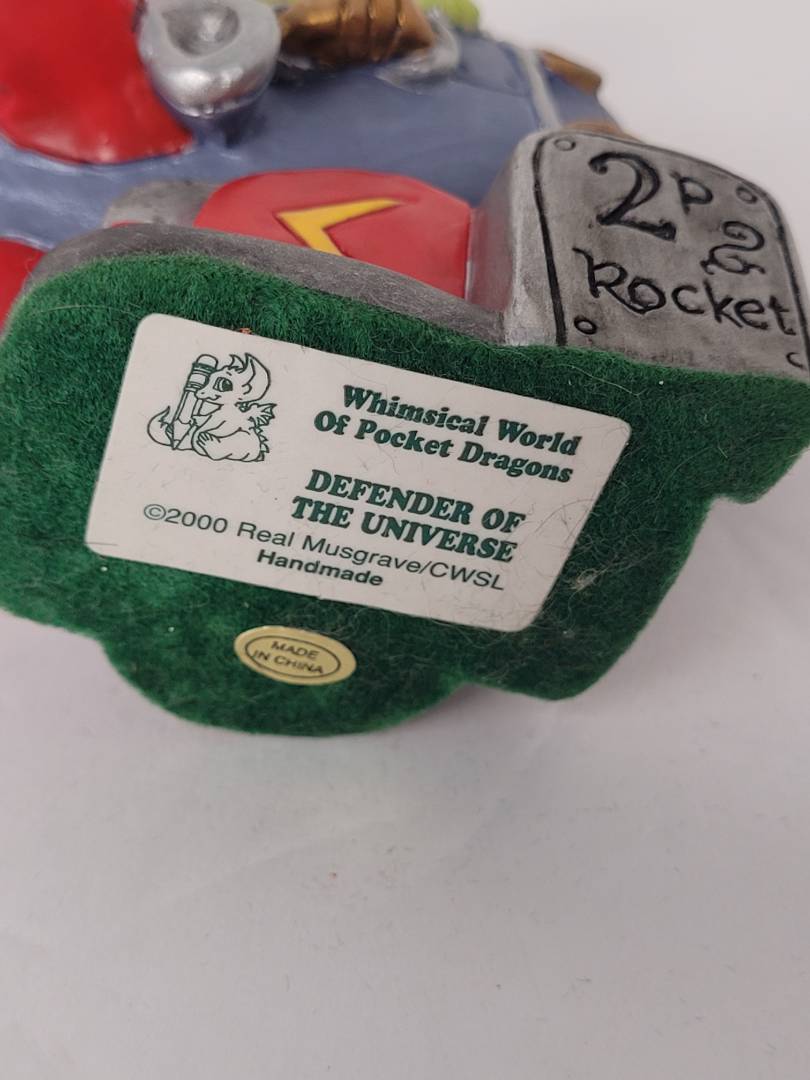 2P
Rocket
Whimsical World
Of Pocket Dragons
DEFENDER OF
THE UNIVERSE
©2000 Real Musgrave/CWSL
Handmade
MADE
IN CHINA